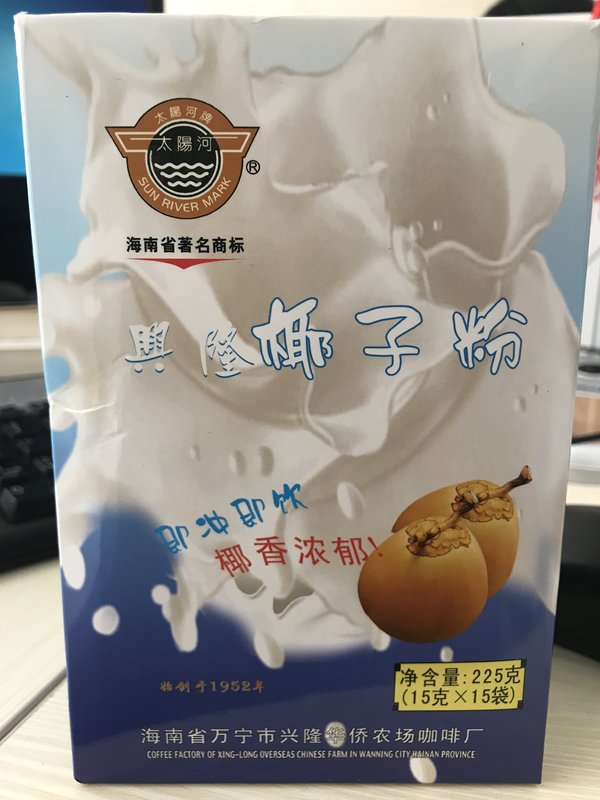 太陽河牌
太陽河
SUN RIVER MARK
®
海南省著名商标
興隆椰子粉
即冲即饮
椰香浓郁!
净含量:225克
(15克×15袋)
始创于1952年
海南省万宁市兴隆华侨农场咖啡厂
COFFEE FACTORY OF XING-LONG OVERSEAS CHINESE FARM IN WANNING CITY HAINAN PROVINCE